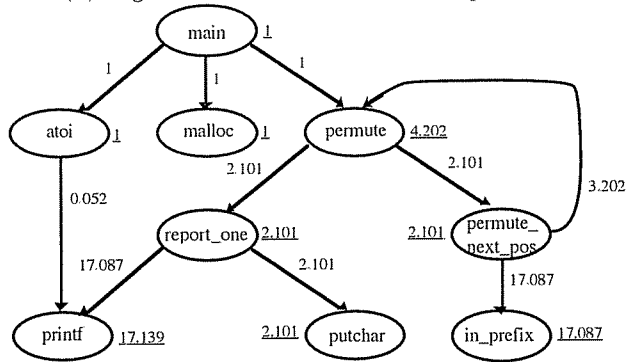 main 1
1
1
1
atoi 1
malloc 1
permute 4.202
2.101
2.101
0.052
3.202
report_one 2.101
2.101 permute_
next_pos
17.087
2.101
17.087
printf 17.139
2.101 putchar
in_prefix 17.087